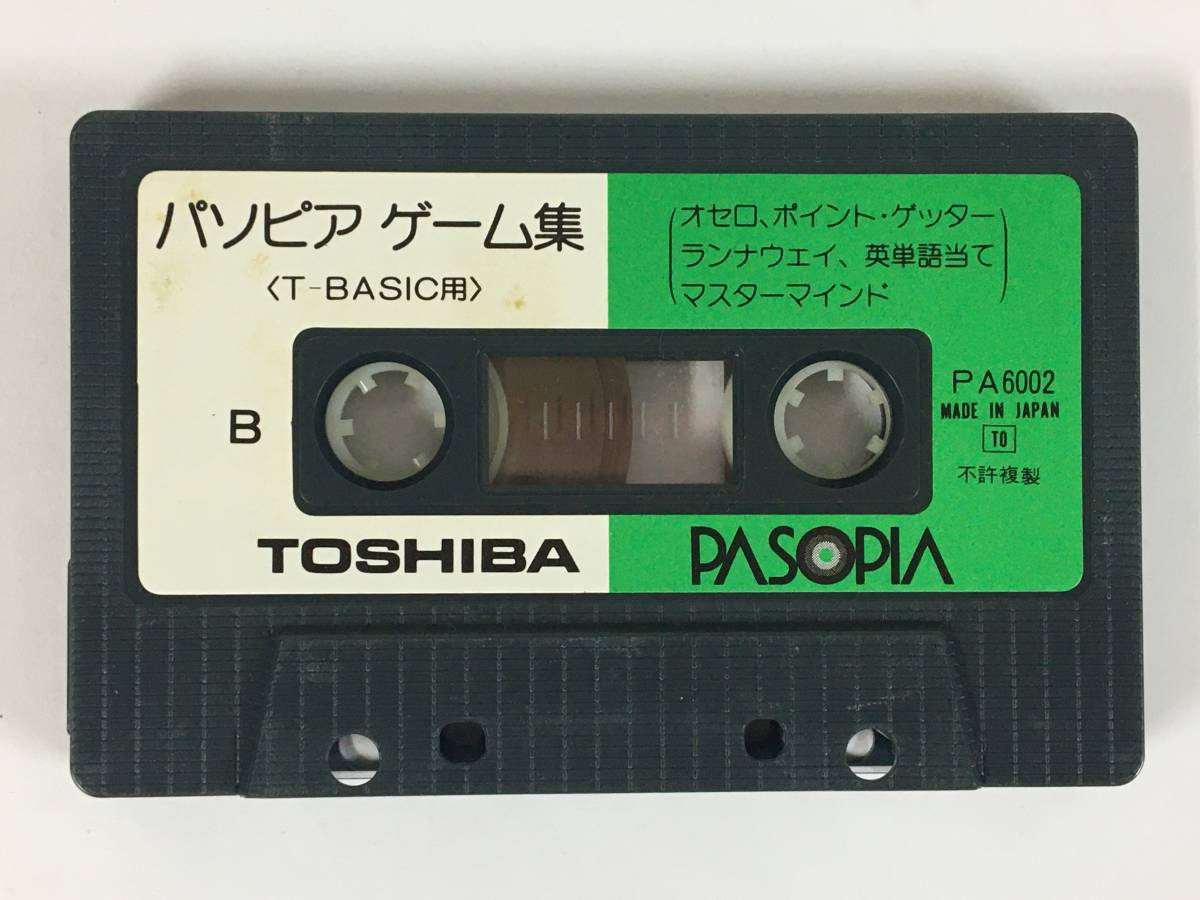 パソピア ゲーム集
〈T-BASIC用〉
オセロ、ポイント・ゲッター
ランナウェイ、英単語当て
マスターマインド
B
PA6002
MADE IN JAPAN
TO
不許複製
TOSHIBA
PASOPIA